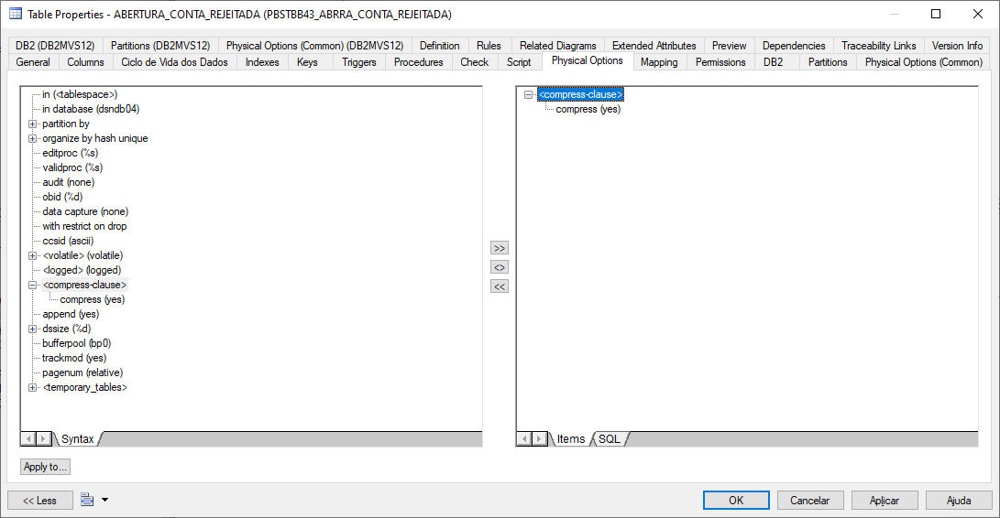 Table Properties - ABERTURA_CONTA_REJEITADA (PBSTBB43_ABRRA_CONTA_REJEITADA)
DB2 (DB2MVS12) Partitions (DB2MVS12) Physical Options (Common) (DB2MVS12) Definition Rules Related Diagrams Extended Attributes Preview Dependencies Traceability Links Version Info
General Columns Ciclo de Vida dos Dados Indexes Keys Triggers Procedures Check Script Physical Options Mapping Permissions DB2 Partitions Physical Options (Common)
in (<tablespace>)
in database (dsndb04)
partition by
organize by hash unique
editproc (%s)
validproc (%s)
audit (none)
obid (%d)
data capture (none)
with restrict on drop
ccsid (ascii)
<volatile> (volatile)
<logged> (logged)
<compress-clause>
compress (yes)
append (yes)
dssize (%d)
bufferpool (bp0)
trackmod (yes)
pagenum (relative)
<temporary_tables>
Syntax
>>
<>
<<
<compress-clause>
compress (yes)
Items SQL
Apply to...
<< Less
OK Cancelar Aplicar Ajuda